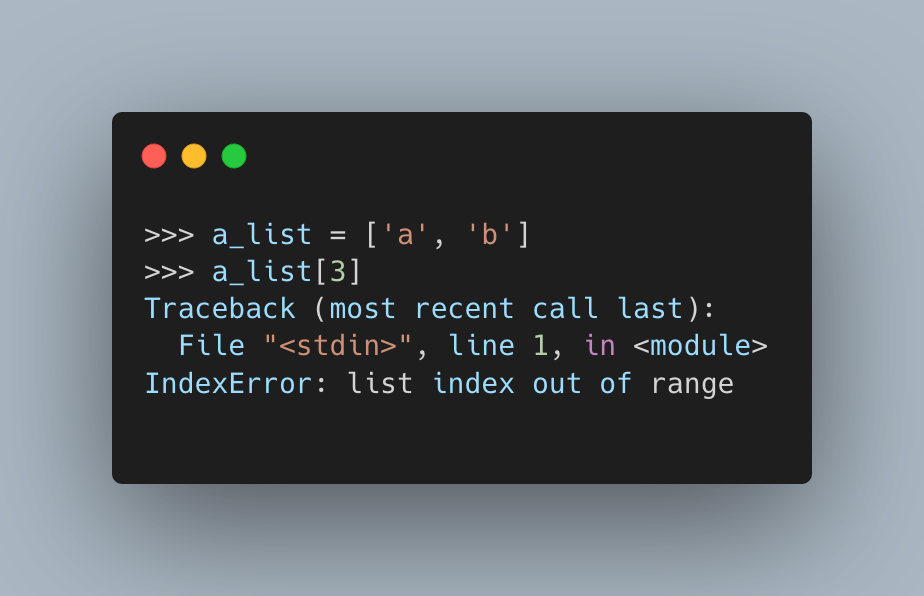 >>> a_list = ['a', 'b']
>>> a_list[3]
Traceback (most recent call last):
  File "<stdin>", line 1, in <module>
IndexError: list index out of range